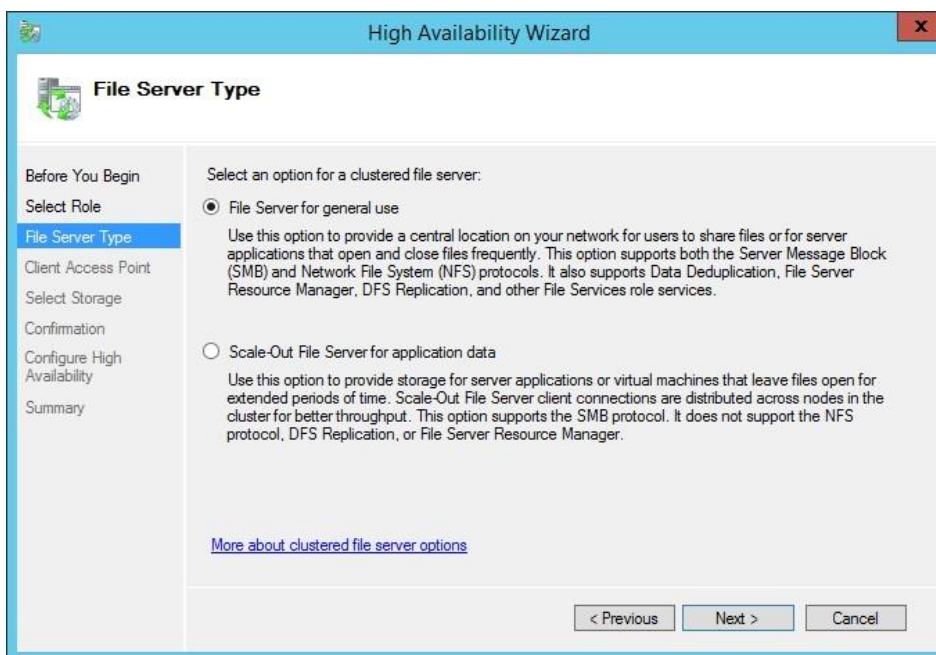 High Availability Wizard
x
File Server Type
Before You Begin
Select Role
File Server Type
Client Access Point
Select Storage
Confirmation
Configure High
Availability
Summary
Select an option for a clustered file server:
File Server for general use
Use this option to provide a central location on your network for users to share files or for server
applications that open and close files frequently. This option supports both the Server Message Block
(SMB) and Network File System (NFS) protocols. It also supports Data Deduplication, File Server
Resource Manager, DFS Replication, and other File Services role services.
Scale-Out File Server for application data
Use this option to provide storage for server applications or virtual machines that leave files open for
extended periods of time. Scale-Out File Server client connections are distributed across nodes in the
cluster for better throughput. This option supports the SMB protocol. It does not support the NFS
protocol, DFS Replication, or File Server Resource Manager.
More about clustered file server options
< Previous
Next >
Cancel